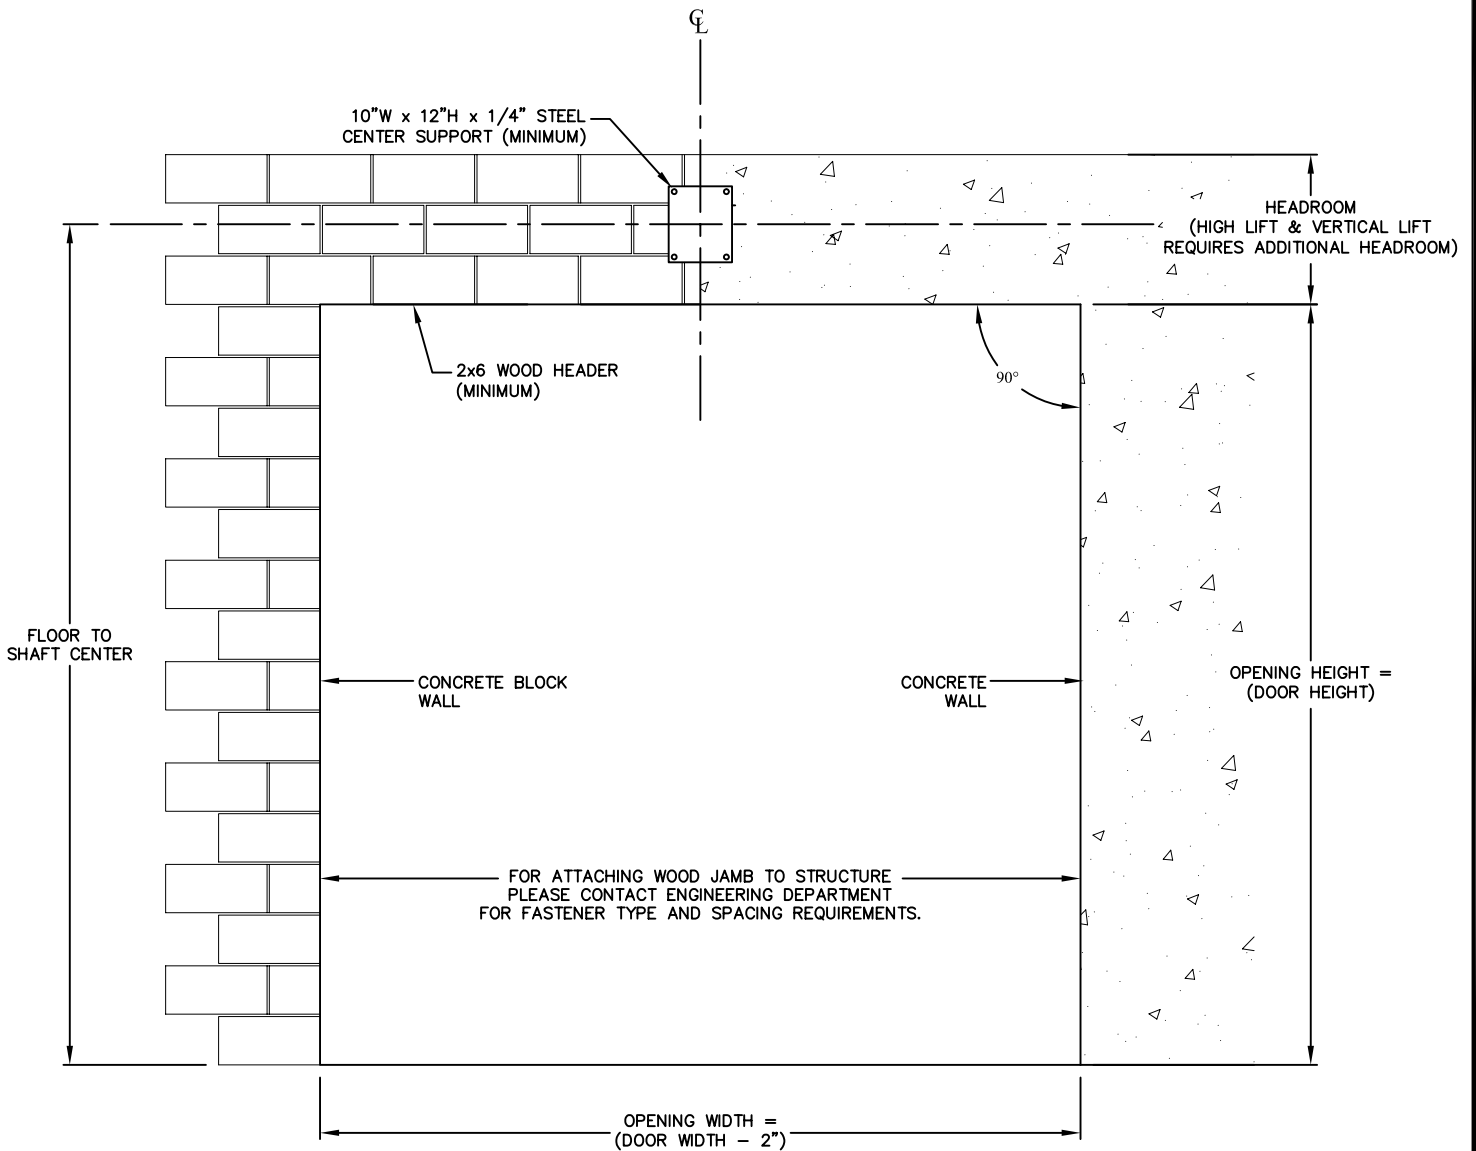 ℄
10"W x 12"H x 1/4" STEEL
CENTER SUPPORT (MINIMUM)
HEADROOM
(HIGH LIFT & VERTICAL LIFT
REQUIRES ADDITIONAL HEADROOM)
2x6 WOOD HEADER
(MINIMUM)
90°
FLOOR TO
SHAFT CENTER
CONCRETE BLOCK
WALL
CONCRETE
WALL
OPENING HEIGHT =
(DOOR HEIGHT)
FOR ATTACHING WOOD JAMB TO STRUCTURE
PLEASE CONTACT ENGINEERING DEPARTMENT
FOR FASTENER TYPE AND SPACING REQUIREMENTS.
OPENING WIDTH =
(DOOR WIDTH - 2")